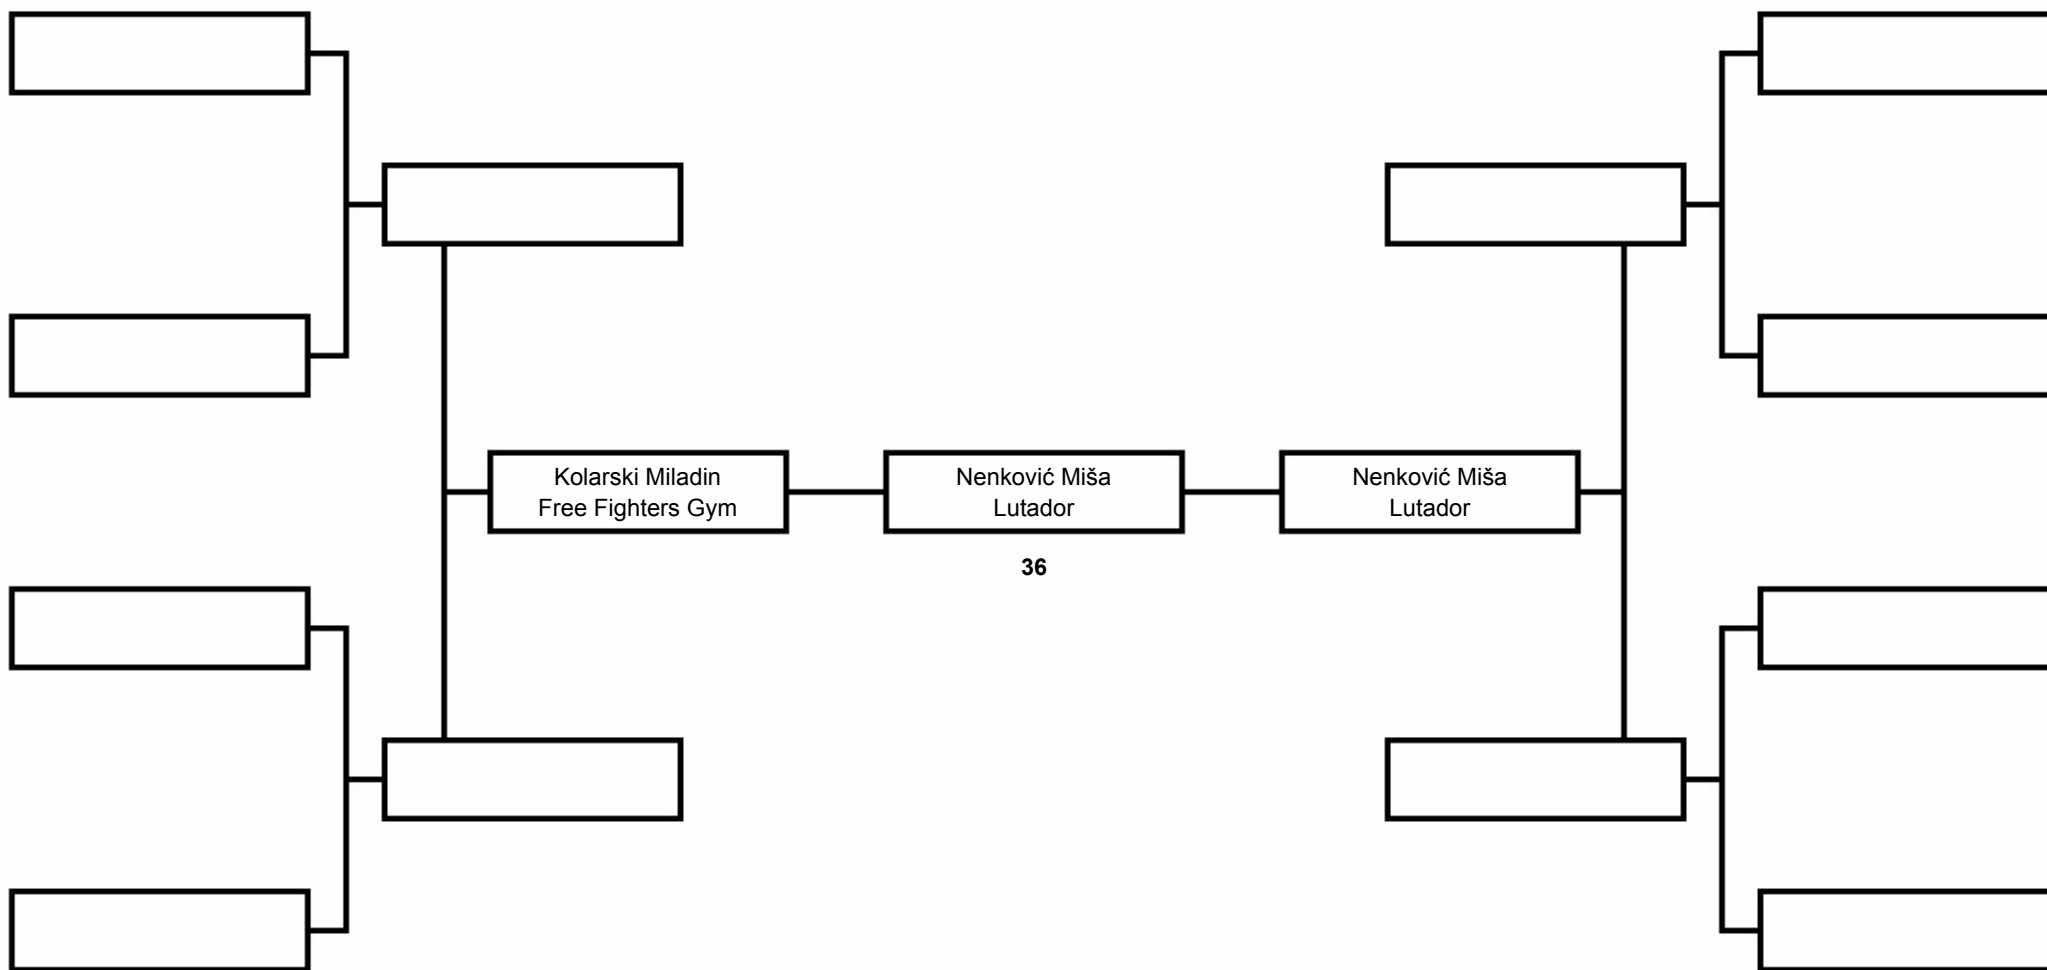 Kolarski Miladin
Free Fighters Gym
Nenković Miša
Lutador
Nenković Miša
Lutador
36